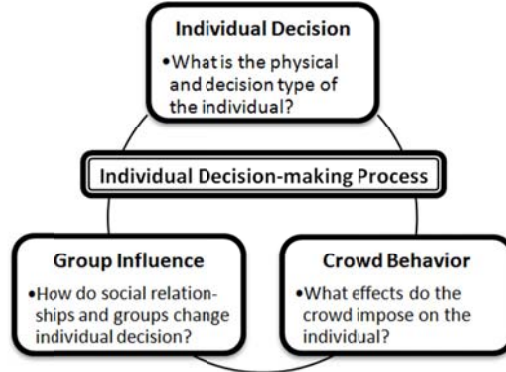 Individual Decision
•What is the physical
and decision type of
the individual?
Individual Decision-making Process
Group Influence
•How do social relation-
ships and groups change
individual decision?
Crowd Behavior
•What effects do the
crowd impose on the
individual?